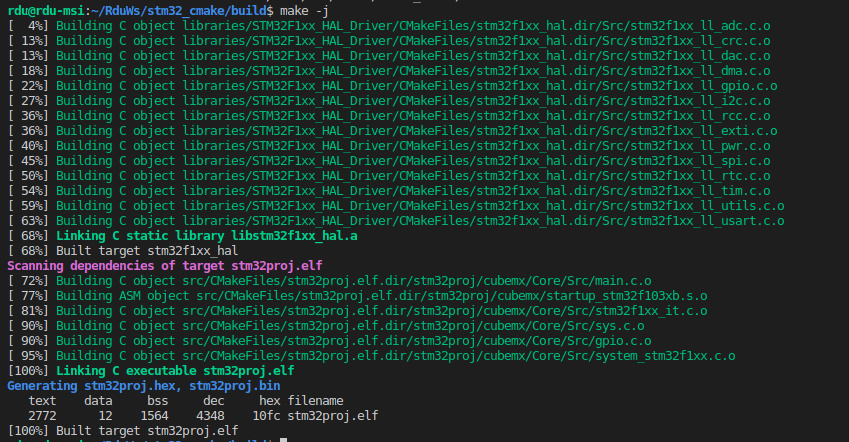 rdu@rdu-msi:~/RduWs/stm32_cmake/build$ make -j
[  4%] Building C object libraries/STM32F1xx_HAL_Driver/CMakeFiles/stm32f1xx_hal.dir/Src/stm32f1xx_ll_adc.c.o
[ 13%] Building C object libraries/STM32F1xx_HAL_Driver/CMakeFiles/stm32f1xx_hal.dir/Src/stm32f1xx_ll_crc.c.o
[ 13%] Building C object libraries/STM32F1xx_HAL_Driver/CMakeFiles/stm32f1xx_hal.dir/Src/stm32f1xx_ll_dac.c.o
[ 18%] Building C object libraries/STM32F1xx_HAL_Driver/CMakeFiles/stm32f1xx_hal.dir/Src/stm32f1xx_ll_dma.c.o
[ 22%] Building C object libraries/STM32F1xx_HAL_Driver/CMakeFiles/stm32f1xx_hal.dir/Src/stm32f1xx_ll_gpio.c.o
[ 27%] Building C object libraries/STM32F1xx_HAL_Driver/CMakeFiles/stm32f1xx_hal.dir/Src/stm32f1xx_ll_i2c.c.o
[ 36%] Building C object libraries/STM32F1xx_HAL_Driver/CMakeFiles/stm32f1xx_hal.dir/Src/stm32f1xx_ll_rcc.c.o
[ 36%] Building C object libraries/STM32F1xx_HAL_Driver/CMakeFiles/stm32f1xx_hal.dir/Src/stm32f1xx_ll_exti.c.o
[ 40%] Building C object libraries/STM32F1xx_HAL_Driver/CMakeFiles/stm32f1xx_hal.dir/Src/stm32f1xx_ll_pwr.c.o
[ 45%] Building C object libraries/STM32F1xx_HAL_Driver/CMakeFiles/stm32f1xx_hal.dir/Src/stm32f1xx_ll_spi.c.o
[ 50%] Building C object libraries/STM32F1xx_HAL_Driver/CMakeFiles/stm32f1xx_hal.dir/Src/stm32f1xx_ll_rtc.c.o
[ 54%] Building C object libraries/STM32F1xx_HAL_Driver/CMakeFiles/stm32f1xx_hal.dir/Src/stm32f1xx_ll_tim.c.o
[ 59%] Building C object libraries/STM32F1xx_HAL_Driver/CMakeFiles/stm32f1xx_hal.dir/Src/stm32f1xx_ll_utils.c.o
[ 63%] Building C object libraries/STM32F1xx_HAL_Driver/CMakeFiles/stm32f1xx_hal.dir/Src/stm32f1xx_ll_usart.c.o
[ 68%] Linking C static library libstm32f1xx_hal.a
[ 68%] Built target stm32f1xx_hal
Scanning dependencies of target stm32proj.elf
[ 72%] Building C object src/CMakeFiles/stm32proj.elf.dir/stm32proj/cubemx/Core/Src/main.c.o
[ 77%] Building ASM object src/CMakeFiles/stm32proj.elf.dir/stm32proj/cubemx/startup_stm32f103xb.s.o
[ 81%] Building C object src/CMakeFiles/stm32proj.elf.dir/stm32proj/cubemx/Core/Src/stm32f1xx_it.c.o
[ 90%] Building C object src/CMakeFiles/stm32proj.elf.dir/stm32proj/cubemx/Core/Src/sys.c.o
[ 90%] Building C object src/CMakeFiles/stm32proj.elf.dir/stm32proj/cubemx/Core/Src/gpio.c.o
[ 95%] Building C object src/CMakeFiles/stm32proj.elf.dir/stm32proj/cubemx/Core/Src/system_stm32f1xx.c.o
[100%] Linking C executable stm32proj.elf
Generating stm32proj.hex, stm32proj.bin
   text    data     bss     dec     hex filename
   2772      12    1564    4348    10fc stm32proj.elf
[100%] Built target stm32proj.elf